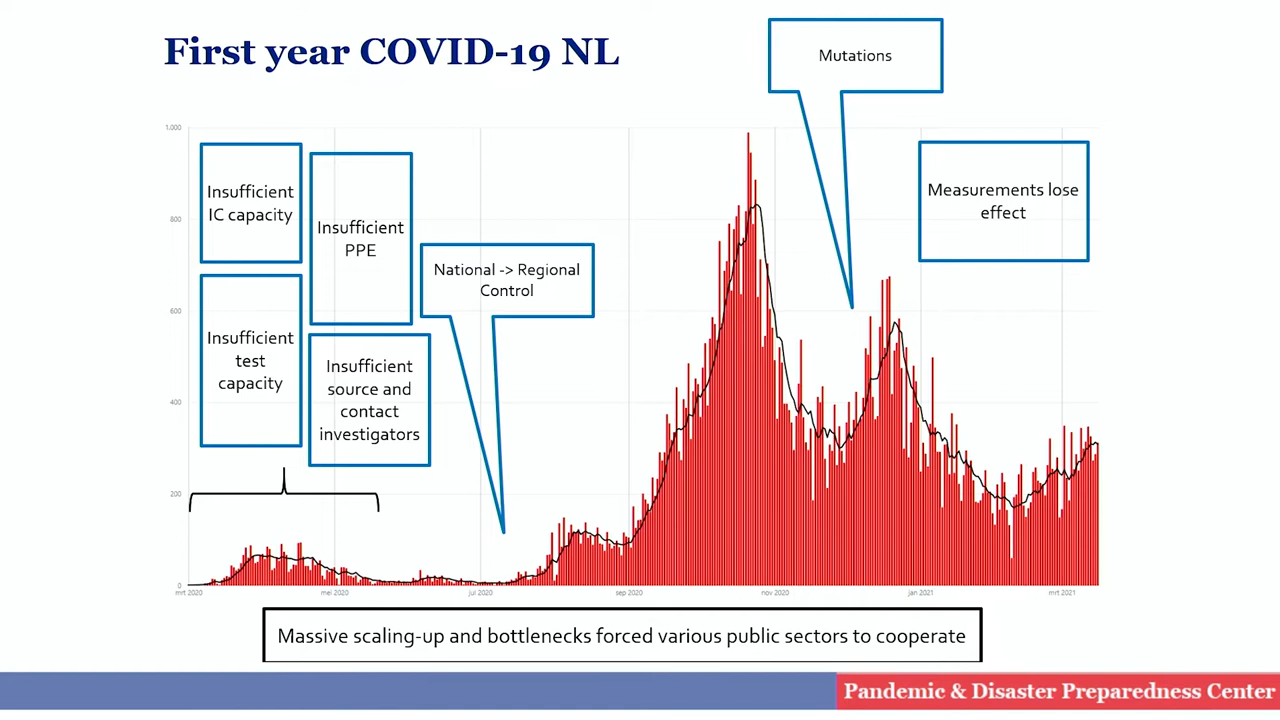 First year COVID-19 NL
Mutations
1.000
800
600
400
200
0
Insufficient
IC capacity
Insufficient
PPE
Insufficient
test
capacity
Insufficient
source and
contact
investigators
National -> Regional
Control
Measurements lose
effect
mrt 2020
mei 2020
jul 2020
sep 2020
nov 2020
jan 2021
mrt 2021
Massive scaling-up and bottlenecks forced various public sectors to cooperate
Pandemic & Disaster Preparedness Center